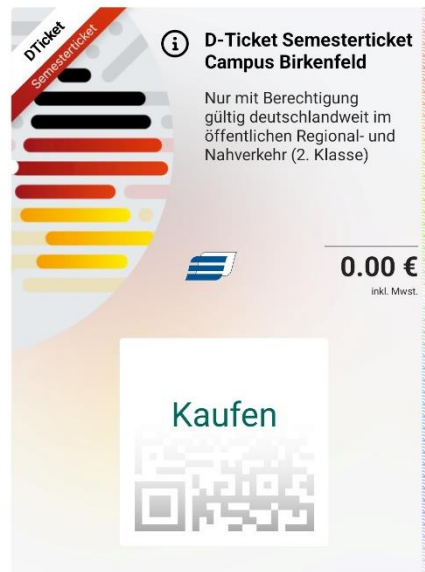 DTicket
Semesterticket
D-Ticket Semesterticket
Campus Birkenfeld
Nur mit Berechtigung
gültig deutschlandweit im
öffentlichen Regional- und
Nahverkehr (2. Klasse)
0.00 €
inkl. Mwst.
Kaufen